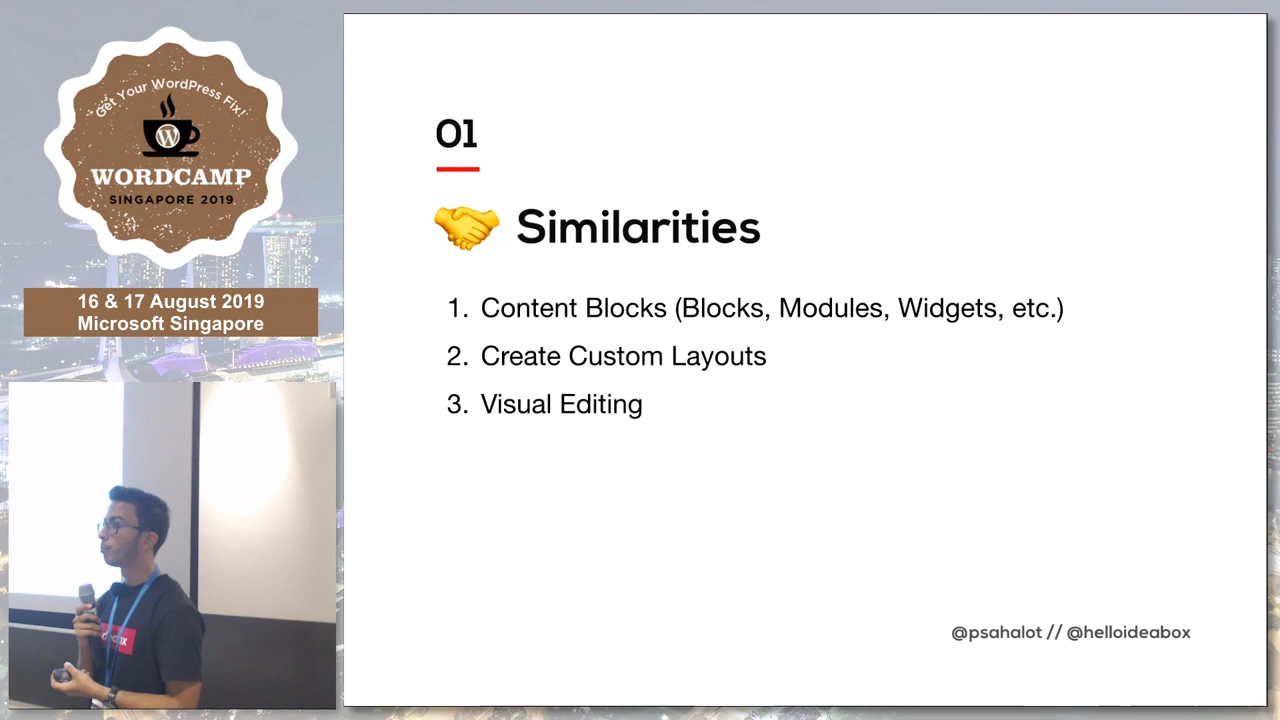 Get Your WordPress Fix!
WORDCAMP
SINGAPORE 2019
16 & 17 August 2019
Microsoft Singapore
01
Similarities
1. Content Blocks (Blocks, Modules, Widgets, etc.)
2. Create Custom Layouts
3. Visual Editing
@psahalot // @helloideabox